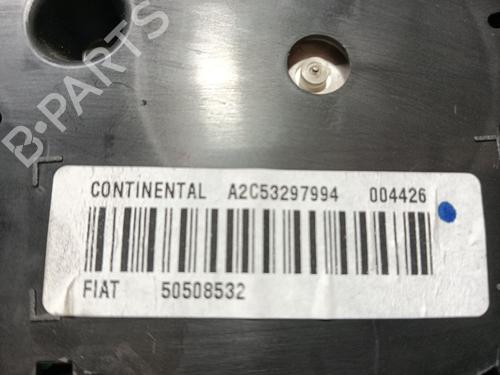 B-PARTS
CONTINENTAL A2C53297994 004426
FIAT 50508532